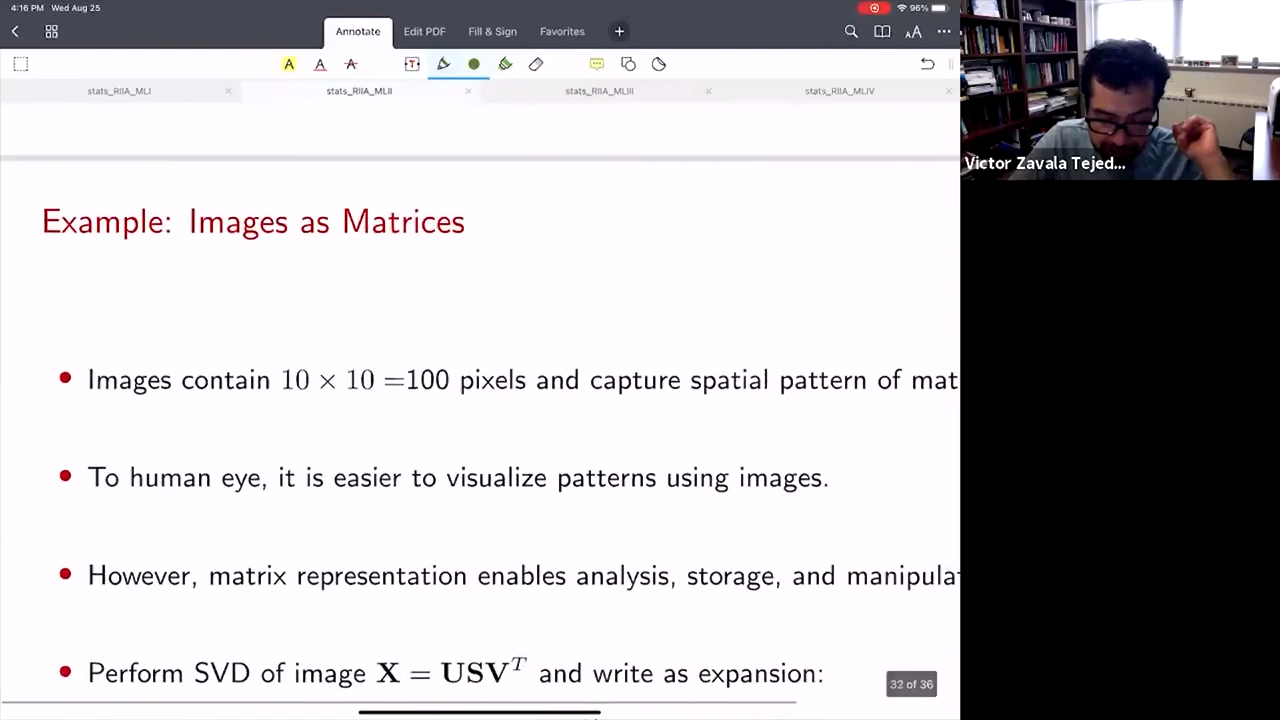 4:16 PM Wed Aug 25
96%
Annotate
Edit PDF
Fill & Sign
Favorites
stats_RIIA_MLI
stats_RIIA_MLII
stats_RIIA_MLIII
stats_RIIA_MLIV
Victor Zavala Tejed...
Example: Images as Matrices
• Images contain 10 × 10 =100 pixels and capture spatial pattern of mat
• To human eye, it is easier to visualize patterns using images.
• However, matrix representation enables analysis, storage, and manipulat
• Perform SVD of image X = USV^T and write as expansion:
32 of 36